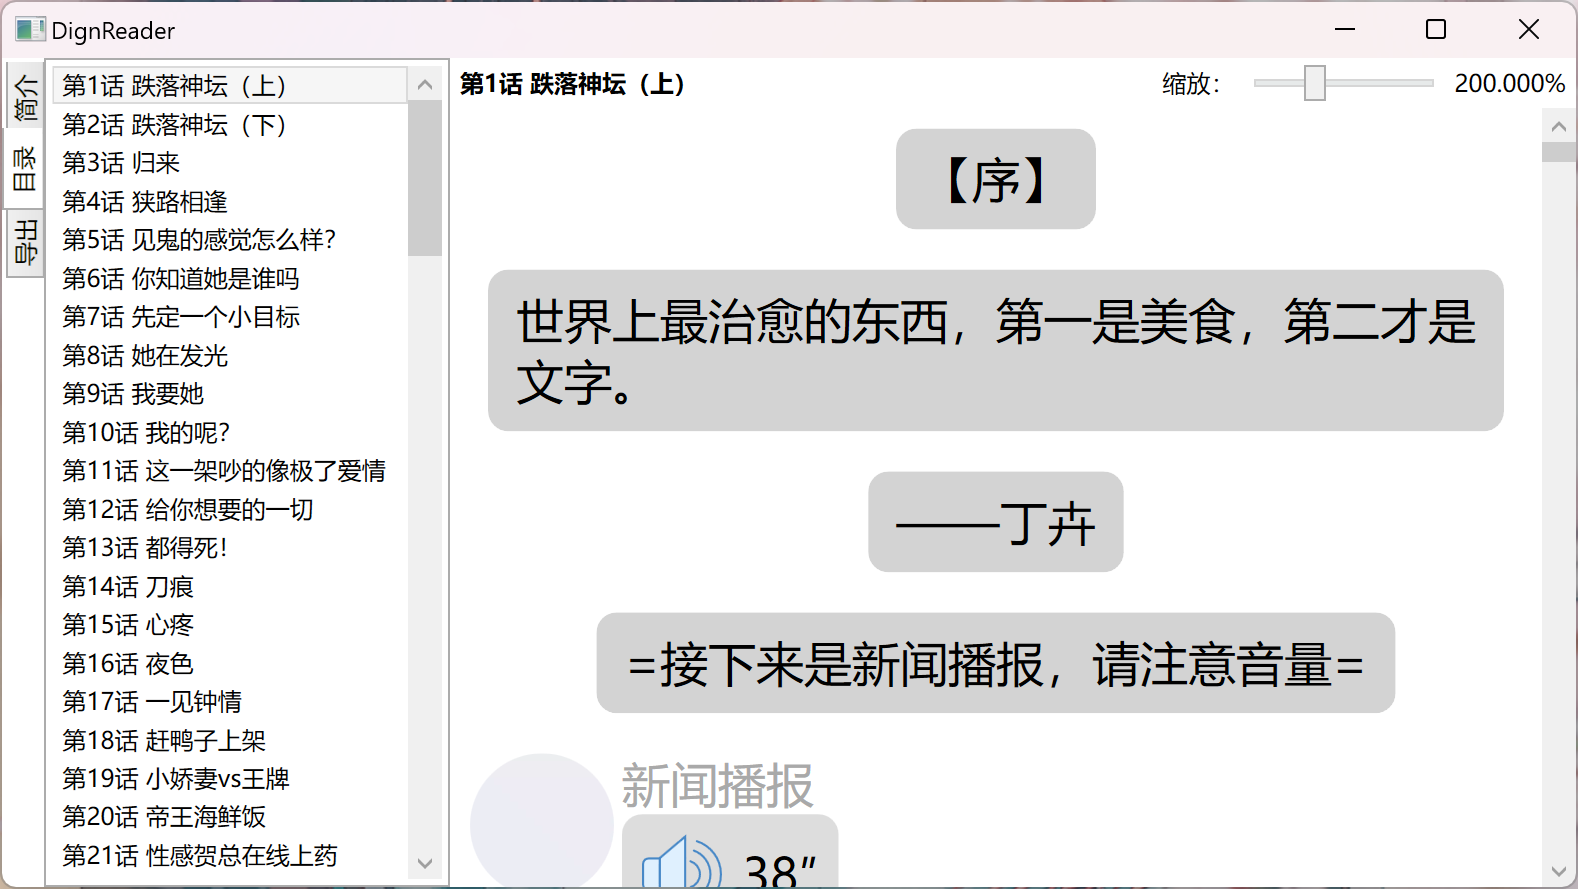 DignReader
简介
目录
导出
第1话 跌落神坛（上）
第2话 跌落神坛（下）
第3话 归来
第4话 狭路相逢
第5话 见鬼的感觉怎么样？
第6话 你知道她是谁吗
第7话 先定一个小目标
第8话 她在发光
第9话 我要她
第10话 我的呢？
第11话 这一架吵的像极了爱情
第12话 给你想要的一切
第13话 都得死！
第14话 刀痕
第15话 心疼
第16话 夜色
第17话 一见钟情
第18话 赶鸭子上架
第19话 小娇妻vs王牌
第20话 帝王海鲜饭
第21话 性感贺总在线上药
第1话 跌落神坛（上）
缩放：
200.000%
【序】
世界上最治愈的东西，第一是美食，第二才是
文字。
——丁卉
=接下来是新闻播报，请注意音量=
新闻播报
38″